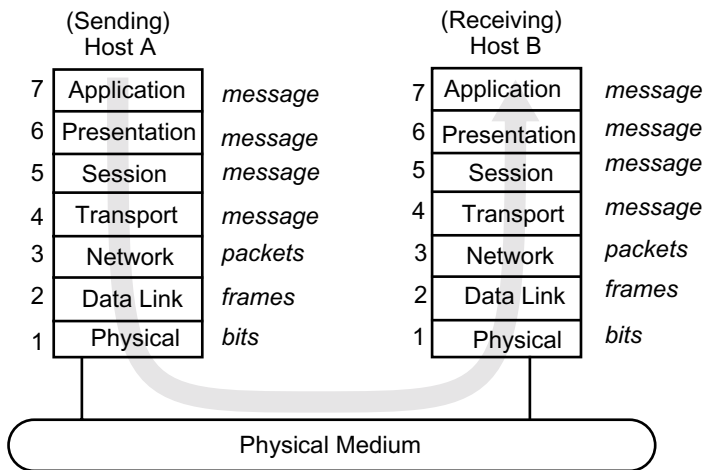 (Sending)
Host A
7 Application message
6 Presentation message
5 Session message
4 Transport message
3 Network packets
2 Data Link frames
1 Physical bits
(Receiving)
Host B
7 Application message
6 Presentation message
5 Session message
4 Transport message
3 Network packets
2 Data Link frames
1 Physical bits
Physical Medium